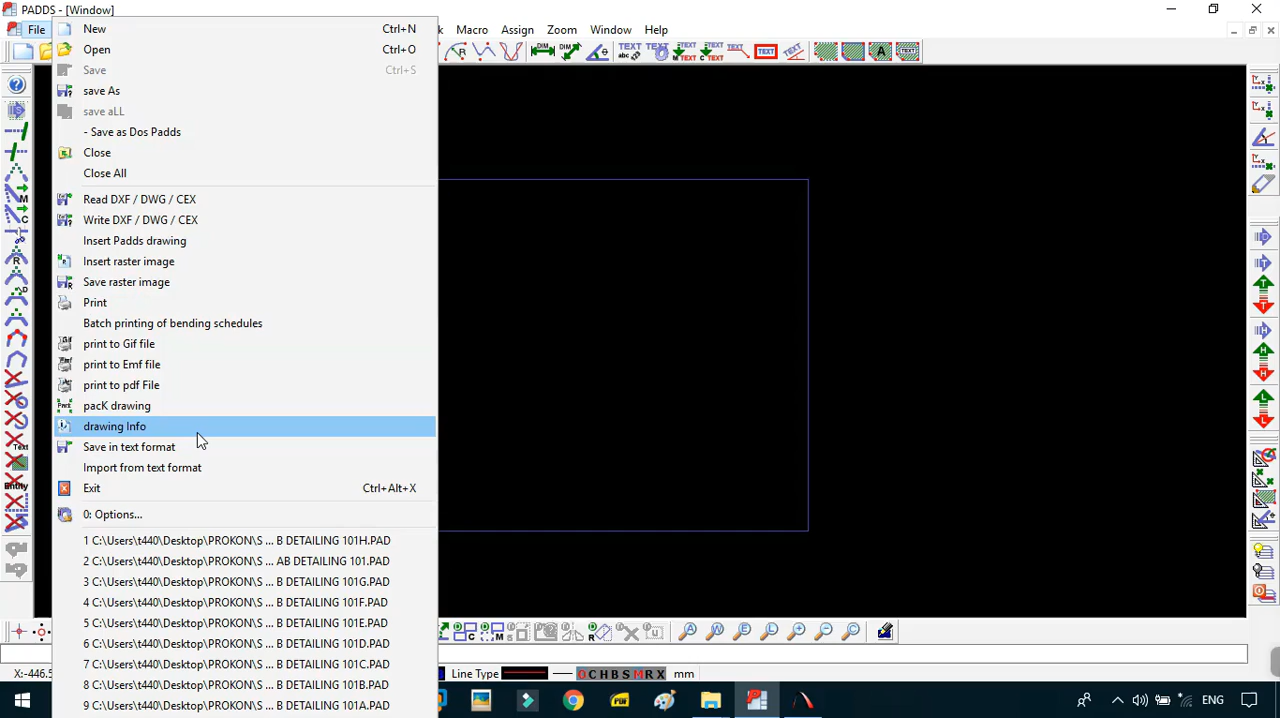 PADDS - [Window]
File k Macro Assign Zoom Window Help
New Ctrl+N
Open Ctrl+O
Save Ctrl+S
save As
save aLL
- Save as Dos Padds
Close
Close All
Read DXF / DWG / CEX
Write DXF / DWG / CEX
Insert Padds drawing
Insert raster image
Save raster image
Print
Batch printing of bending schedules
print to Gif file
print to Emf file
print to pdf File
pacK drawing
drawing Info
Save in text format
Import from text format
Exit Ctrl+Alt+X
0: Options...
1 C:\Users\t440\Desktop\PROKON\S ... B DETAILING 101H.PAD
2 C:\Users\t440\Desktop\PROKON\S ... AB DETAILING 101.PAD
3 C:\Users\t440\Desktop\PROKON\S ... B DETAILING 101G.PAD
4 C:\Users\t440\Desktop\PROKON\S ... B DETAILING 101F.PAD
5 C:\Users\t440\Desktop\PROKON\S ... B DETAILING 101E.PAD
6 C:\Users\t440\Desktop\PROKON\S ... B DETAILING 101D.PAD
7 C:\Users\t440\Desktop\PROKON\S ... B DETAILING 101C.PAD
8 C:\Users\t440\Desktop\PROKON\S ... B DETAILING 101B.PAD
9 C:\Users\t440\Desktop\PROKON\S ... B DETAILING 101A.PAD
X:-446.5
Line Type O C H B S M R X mm
ENG